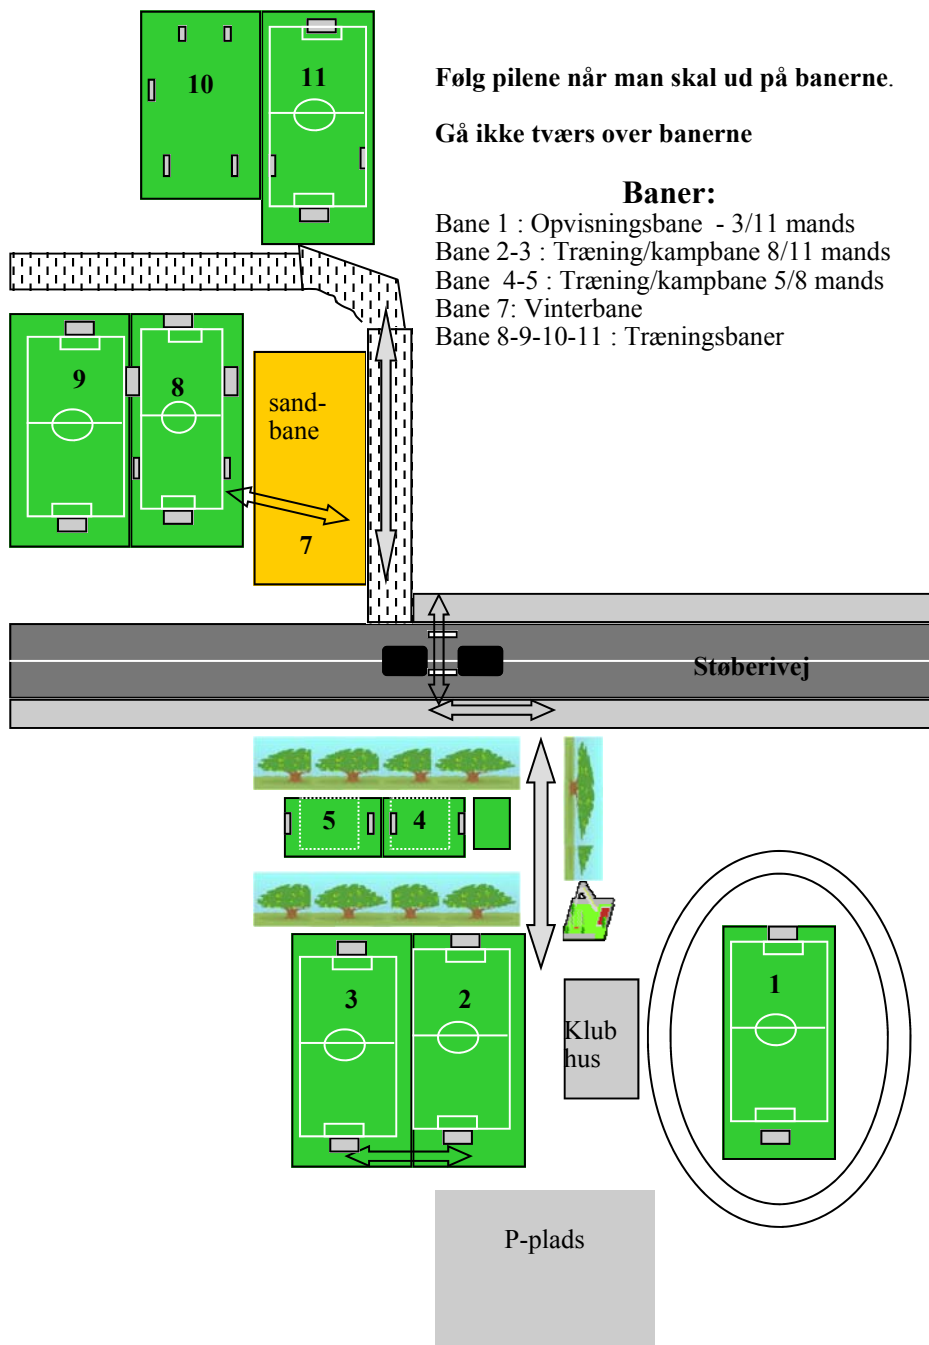 10
11
Følg pilene når man skal ud på banerne.
Gå ikke tværs over banerne
Baner:
Bane 1 : Opvisningsbane  - 3/11 mands
Bane 2-3 : Træning/kampbane 8/11 mands
Bane  4-5 : Træning/kampbane 5/8 mands
Bane 7: Vinterbane
Bane 8-9-10-11 : Træningsbaner
9
8
sand-
bane
7
Støberivej
5
4
3
2
1
Klub
hus
P-plads